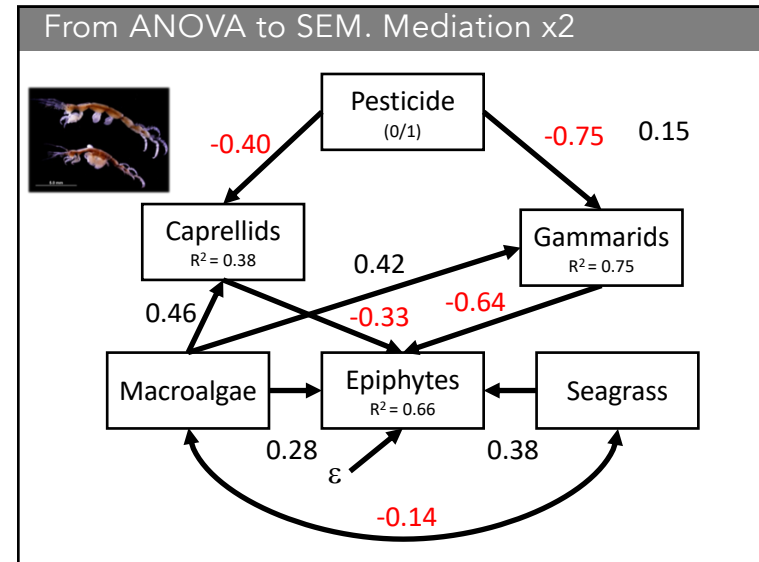 From ANOVA to SEM. Mediation x2
Pesticide
(0/1)
-0.40
-0.75
0.15
Caprellids
R² = 0.38
Gammarids
R² = 0.75
0.42
0.46
-0.33
-0.64
Macroalgae
Epiphytes
R² = 0.66
Seagrass
0.28
0.38
ε
-0.14